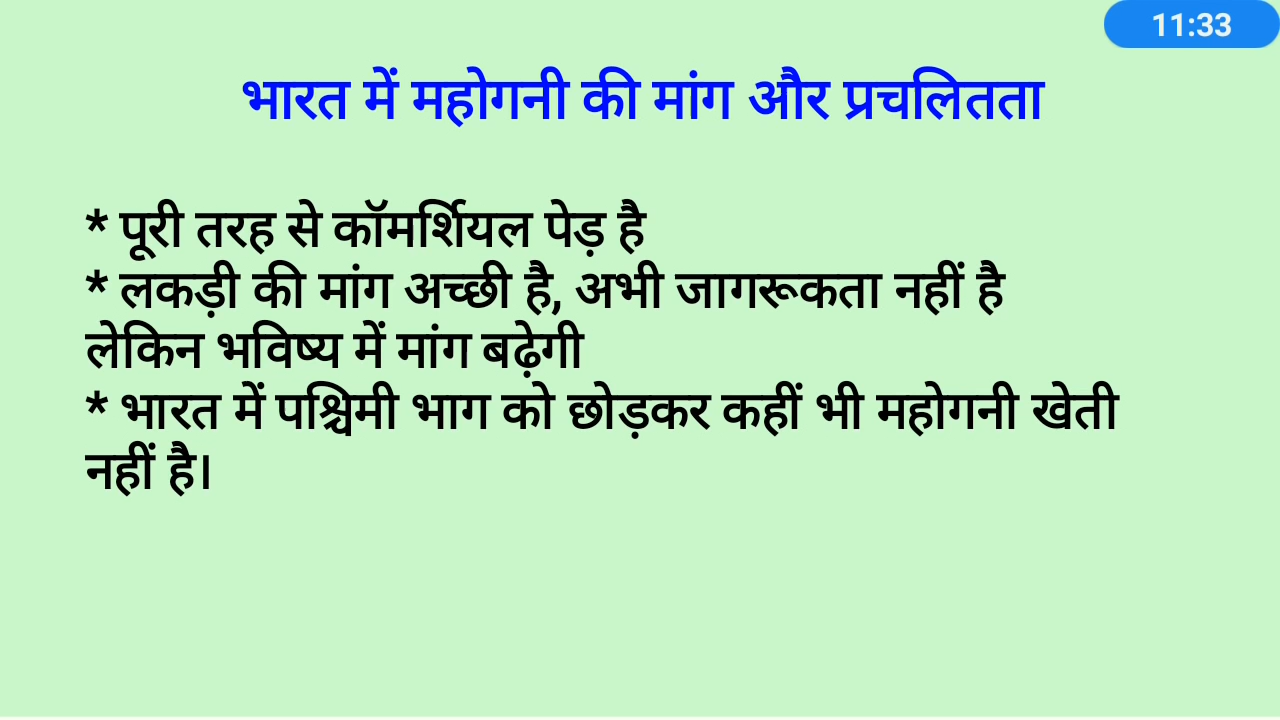 11:33
भारत में महोगनी की मांग और प्रचलितता
* पूरी तरह से कॉमर्शियल पेड़ है
* लकड़ी की मांग अच्छी है, अभी जागरूकता नहीं है
लेकिन भविष्य में मांग बढ़ेगी
* भारत में पश्चिमी भाग को छोड़कर कहीं भी महोगनी खेती
नहीं है।